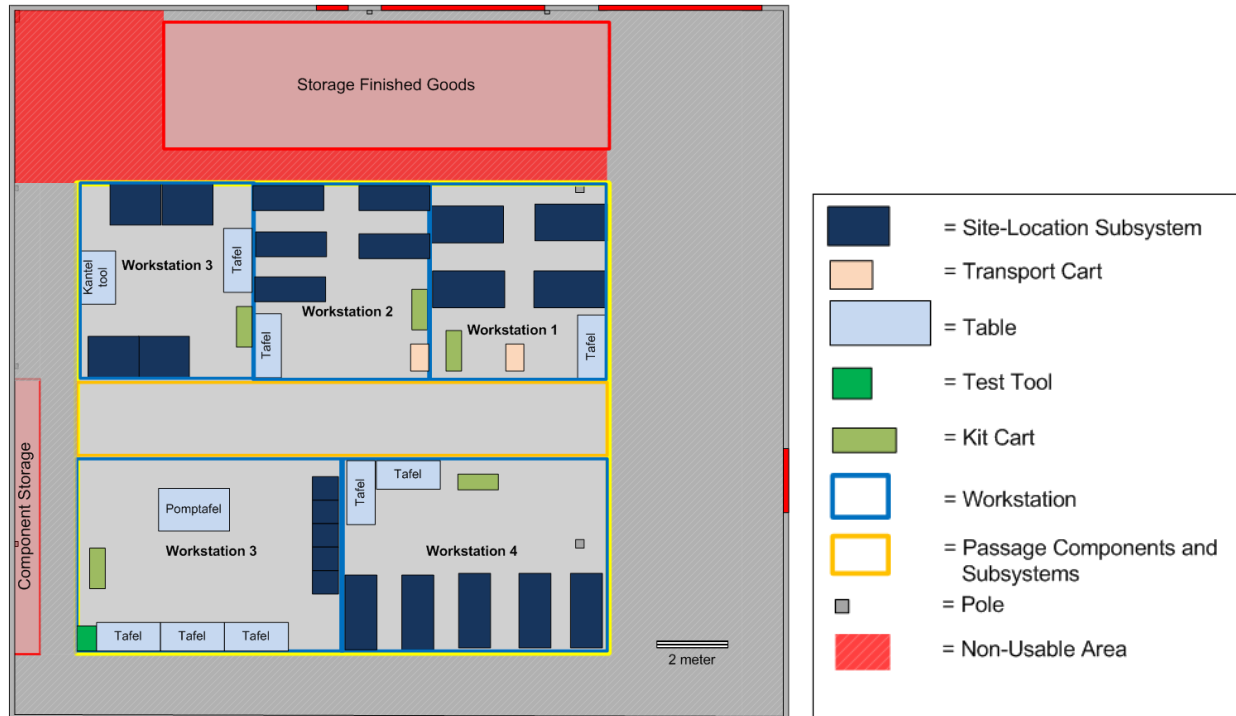 Storage Finished Goods
Workstation 3
Kantel
tool
Tafel
Workstation 2
Tafel
Workstation 1
Tafel
Component Storage
Pomptafel
Workstation 3
Tafel
Tafel
Tafel
Tafel
Tafel
Workstation 4
2 meter
= Site-Location Subsystem
= Transport Cart
= Table
= Test Tool
= Kit Cart
= Workstation
= Passage Components and
Subsystems
= Pole
= Non-Usable Area